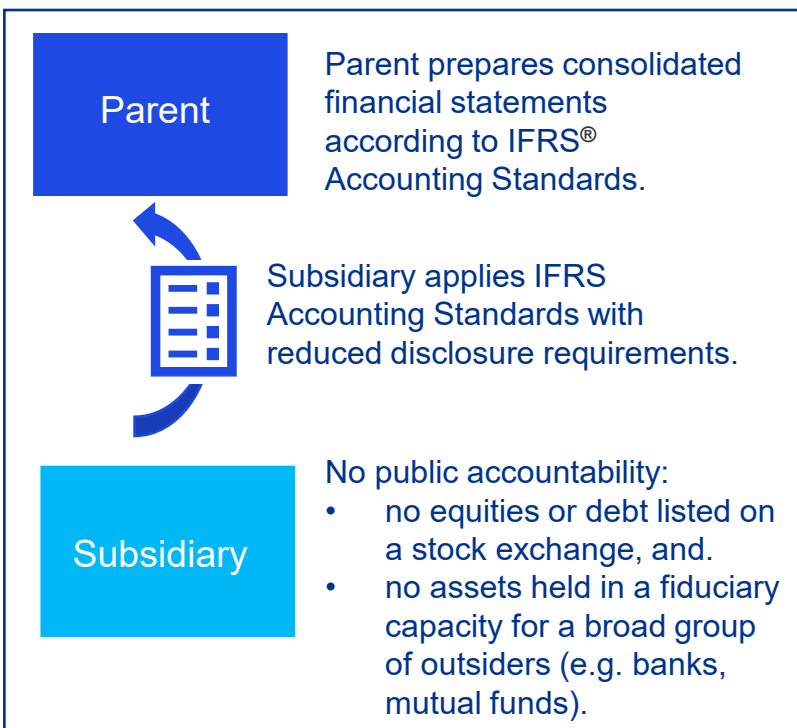 Parent
Parent prepares consolidated
financial statements
according to IFRS®
Accounting Standards.
Subsidiary applies IFRS
Accounting Standards with
reduced disclosure requirements.
Subsidiary
No public accountability:
• no equities or debt listed on
a stock exchange, and.
• no assets held in a fiduciary
capacity for a broad group
of outsiders (e.g. banks,
mutual funds).